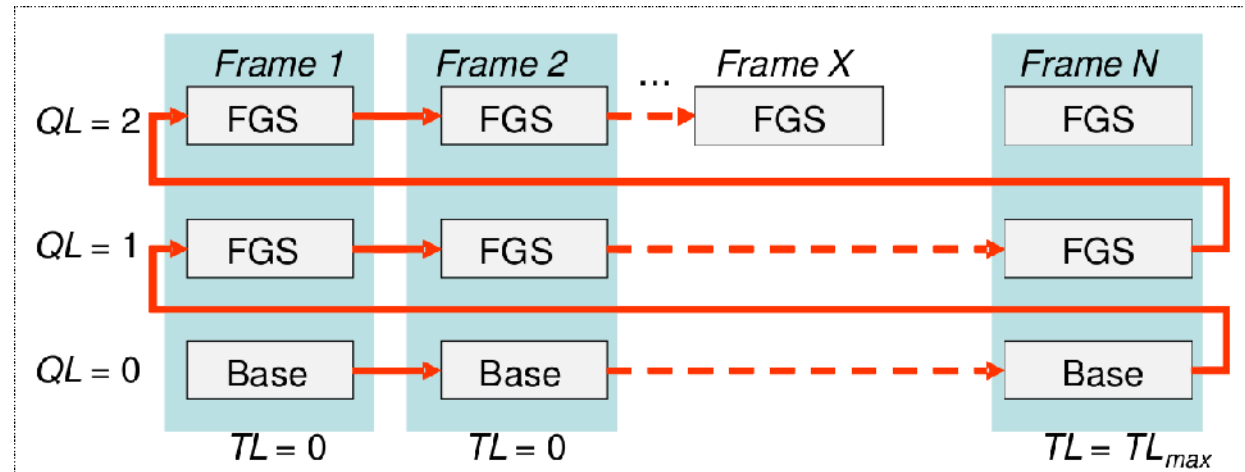 Frame 1 Frame 2 ... Frame X Frame N
QL = 2 FGS FGS FGS FGS
QL = 1 FGS FGS FGS
QL = 0 Base Base Base
TL = 0 TL = 0 TL = TLmax